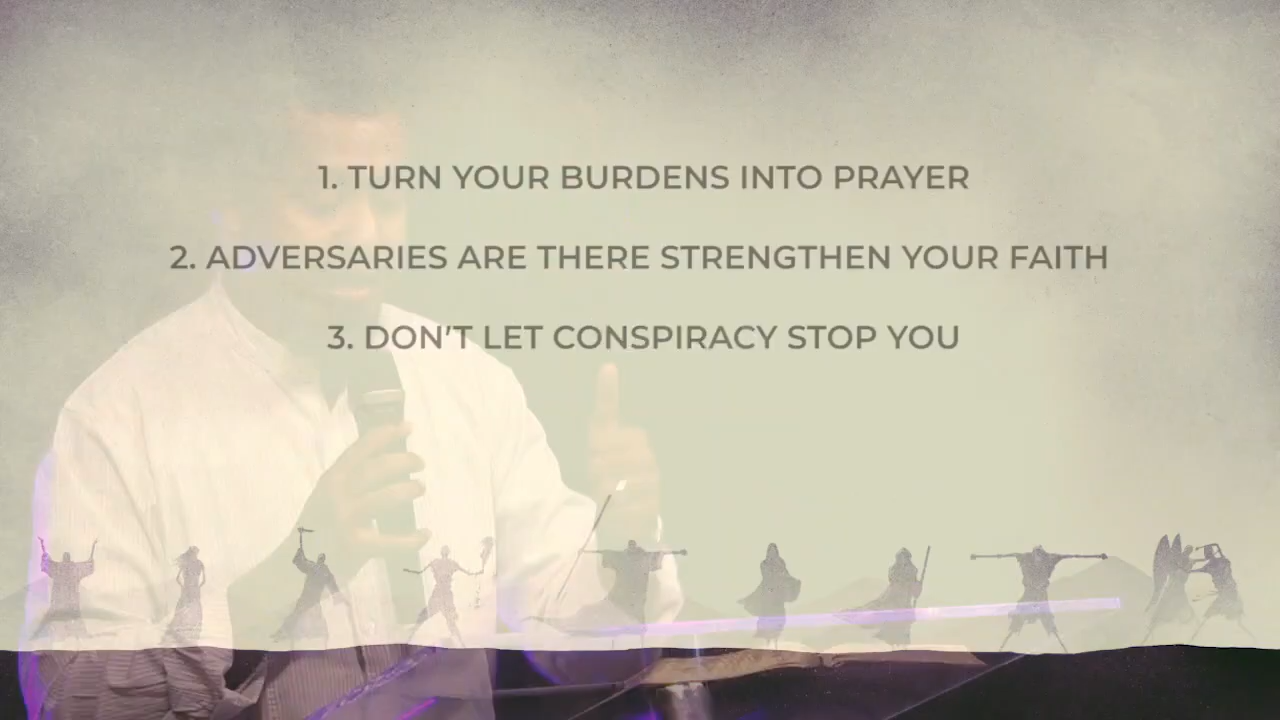 1. TURN YOUR BURDENS INTO PRAYER
2. ADVERSARIES ARE THERE STRENGTHEN YOUR FAITH
3. DON'T LET CONSPIRACY STOP YOU